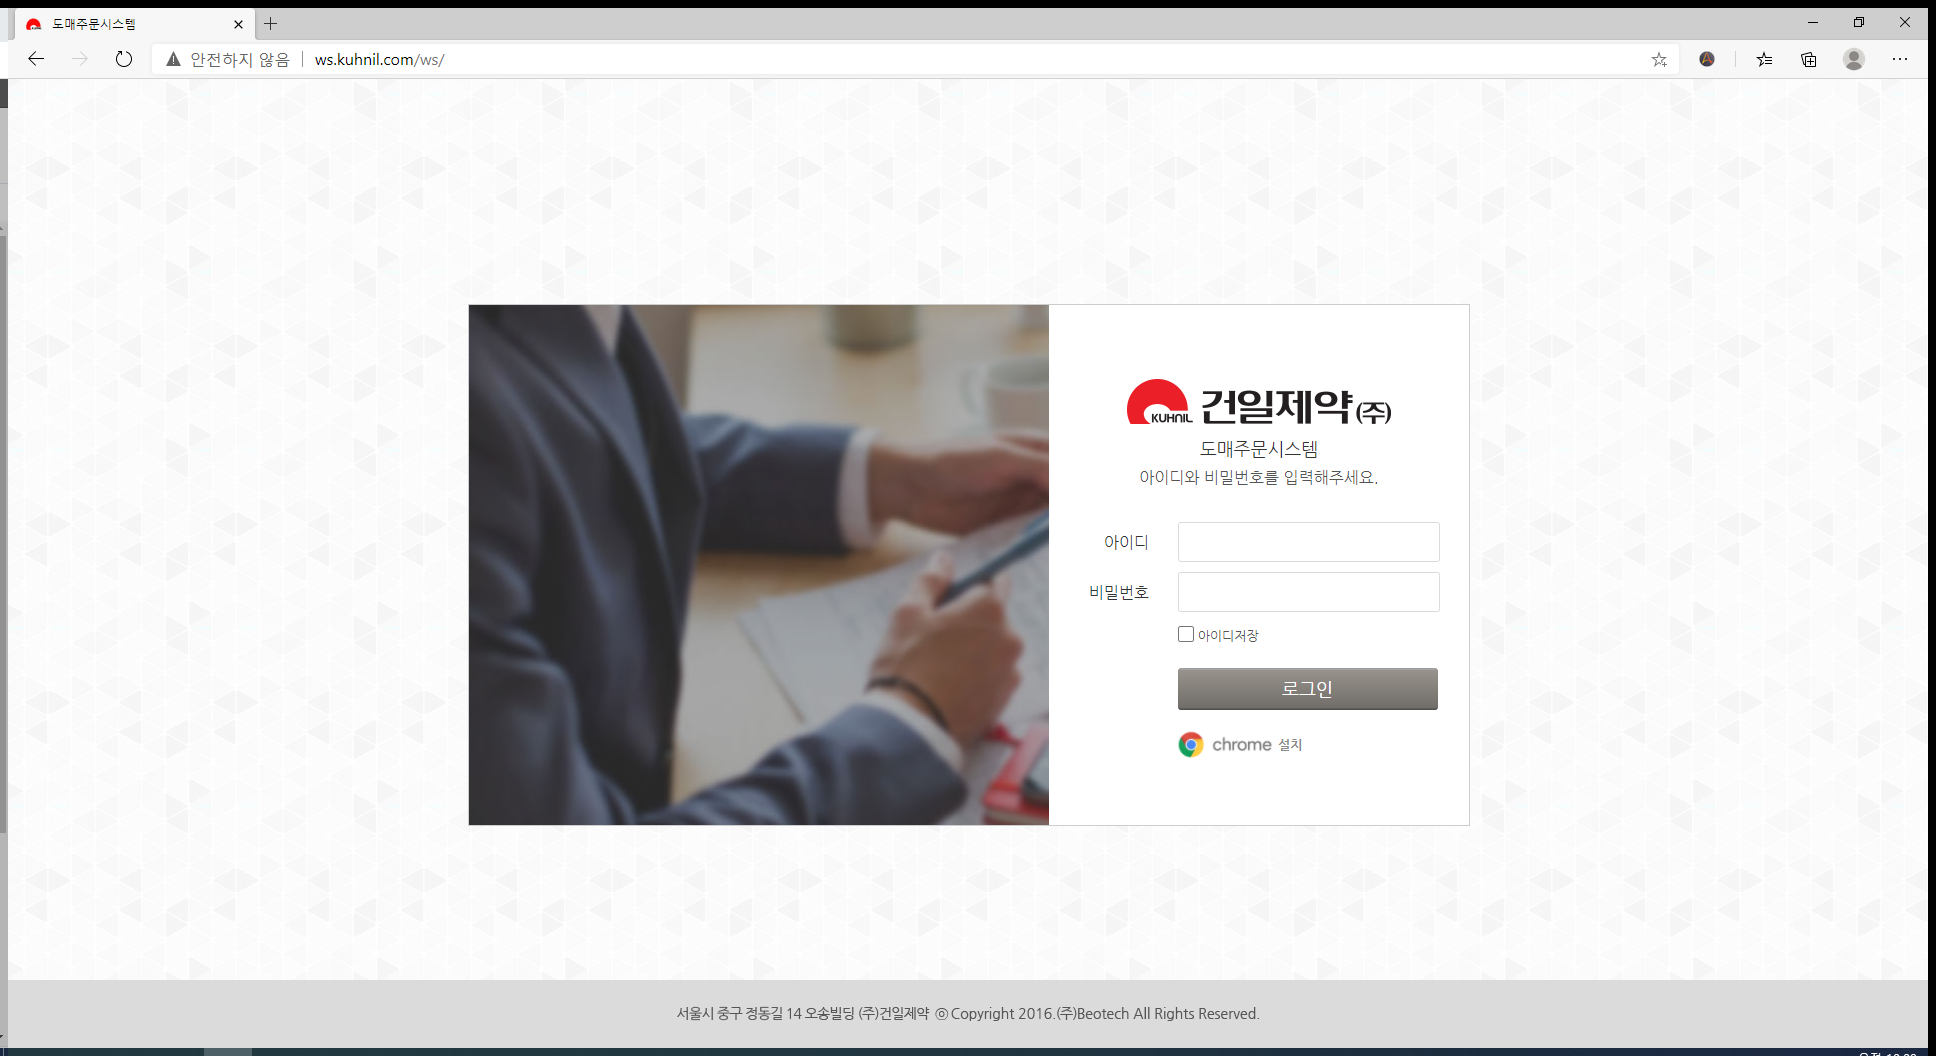 도매주문시스템
안전하지 않음
ws.kuhnil.com/ws/
KUHNIL 건일제약(주)
도매주문시스템
아이디와 비밀번호를 입력해주세요.
아이디
비밀번호
아이디저장
로그인
chrome 설치
서울시 중구 정동길 14 오송빌딩 (주)건일제약 ⓒ Copyright 2016.(주)Beotech All Rights Reserved.